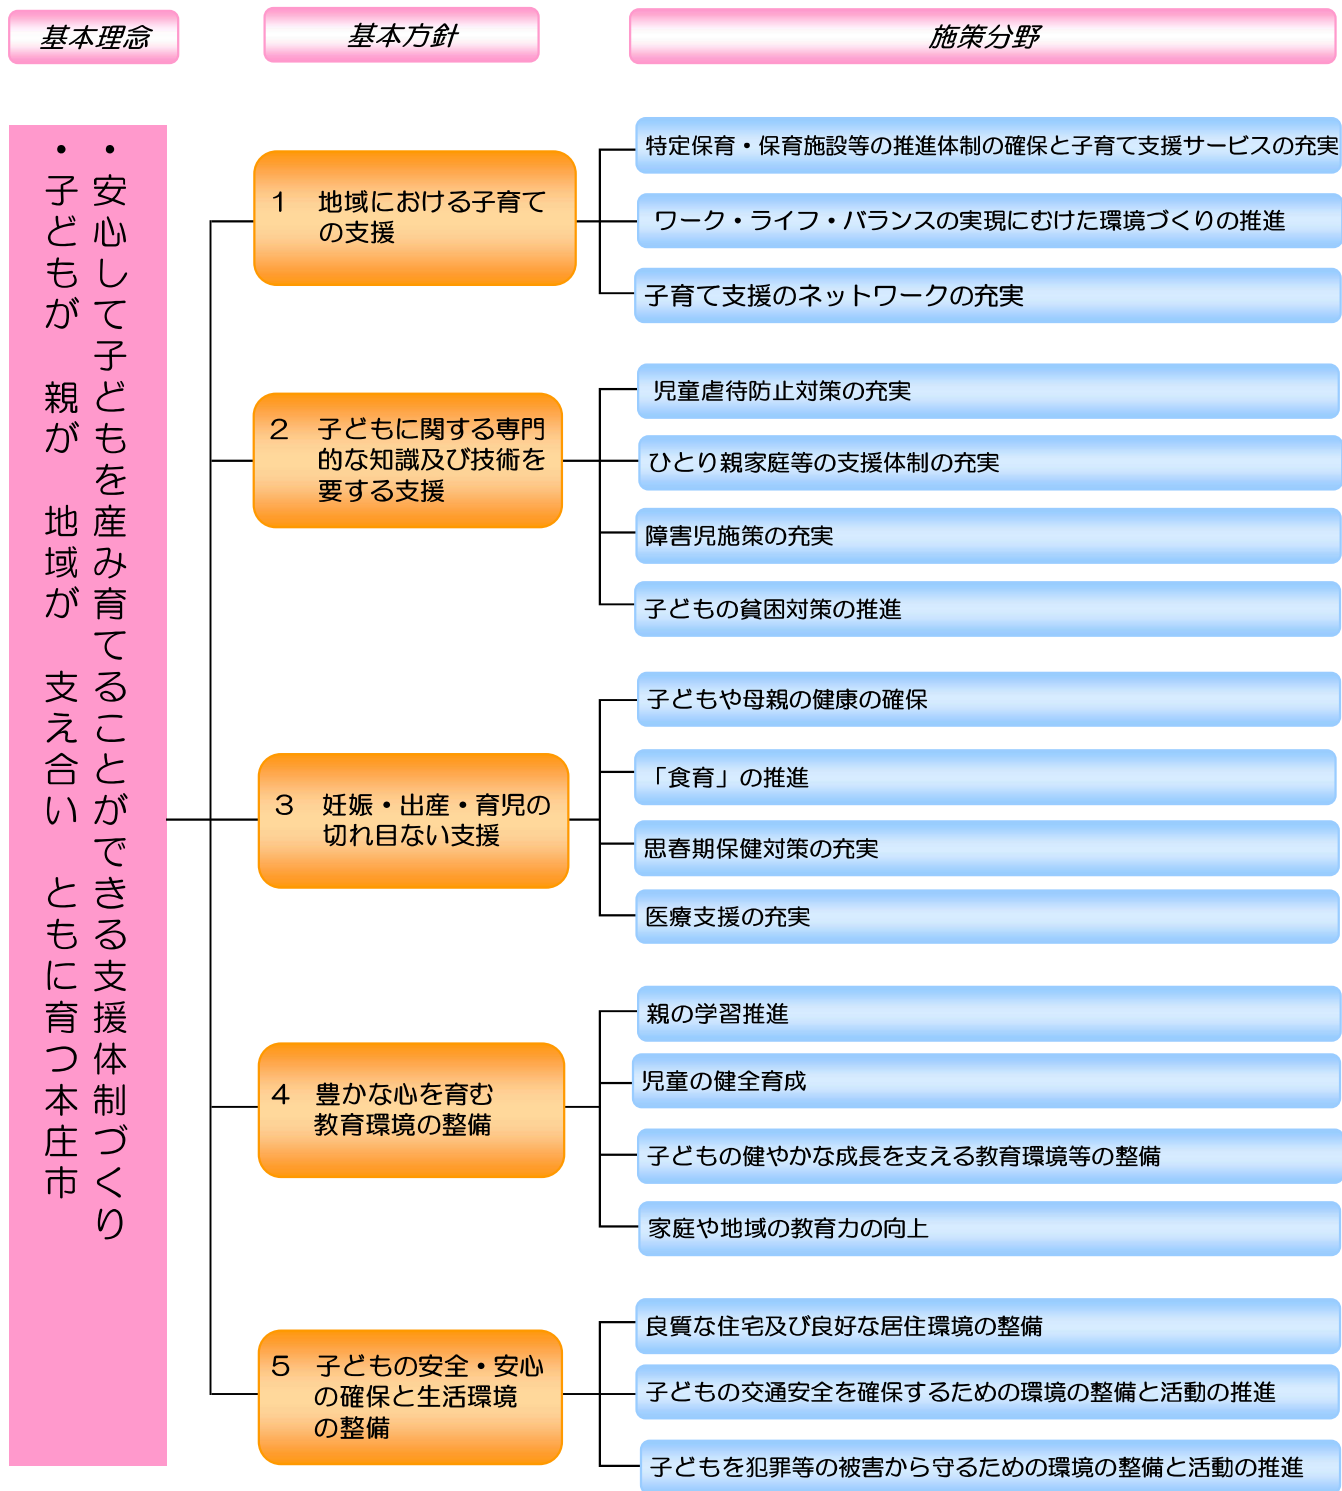 基本理念
基本方針
施策分野
・安心して子どもを産み育てることができる支援体制づくり
・子どもが　親が　地域が　支え合い　ともに育つ本庄市
1　地域における子育て
の支援
特定保育・保育施設等の推進体制の確保と子育て支援サービスの充実
ワーク・ライフ・バランスの実現にむけた環境づくりの推進
子育て支援のネットワークの充実
2　子どもに関する専門
的な知識及び技術を
要する支援
児童虐待防止対策の充実
ひとり親家庭等の支援体制の充実
障害児施策の充実
子どもの貧困対策の推進
3　妊娠・出産・育児の
切れ目ない支援
子どもや母親の健康の確保
「食育」の推進
思春期保健対策の充実
医療支援の充実
4　豊かな心を育む
教育環境の整備
親の学習推進
児童の健全育成
子どもの健やかな成長を支える教育環境等の整備
家庭や地域の教育力の向上
5　子どもの安全・安心
の確保と生活環境
の整備
良質な住宅及び良好な居住環境の整備
子どもの交通安全を確保するための環境の整備と活動の推進
子どもを犯罪等の被害から守るための環境の整備と活動の推進